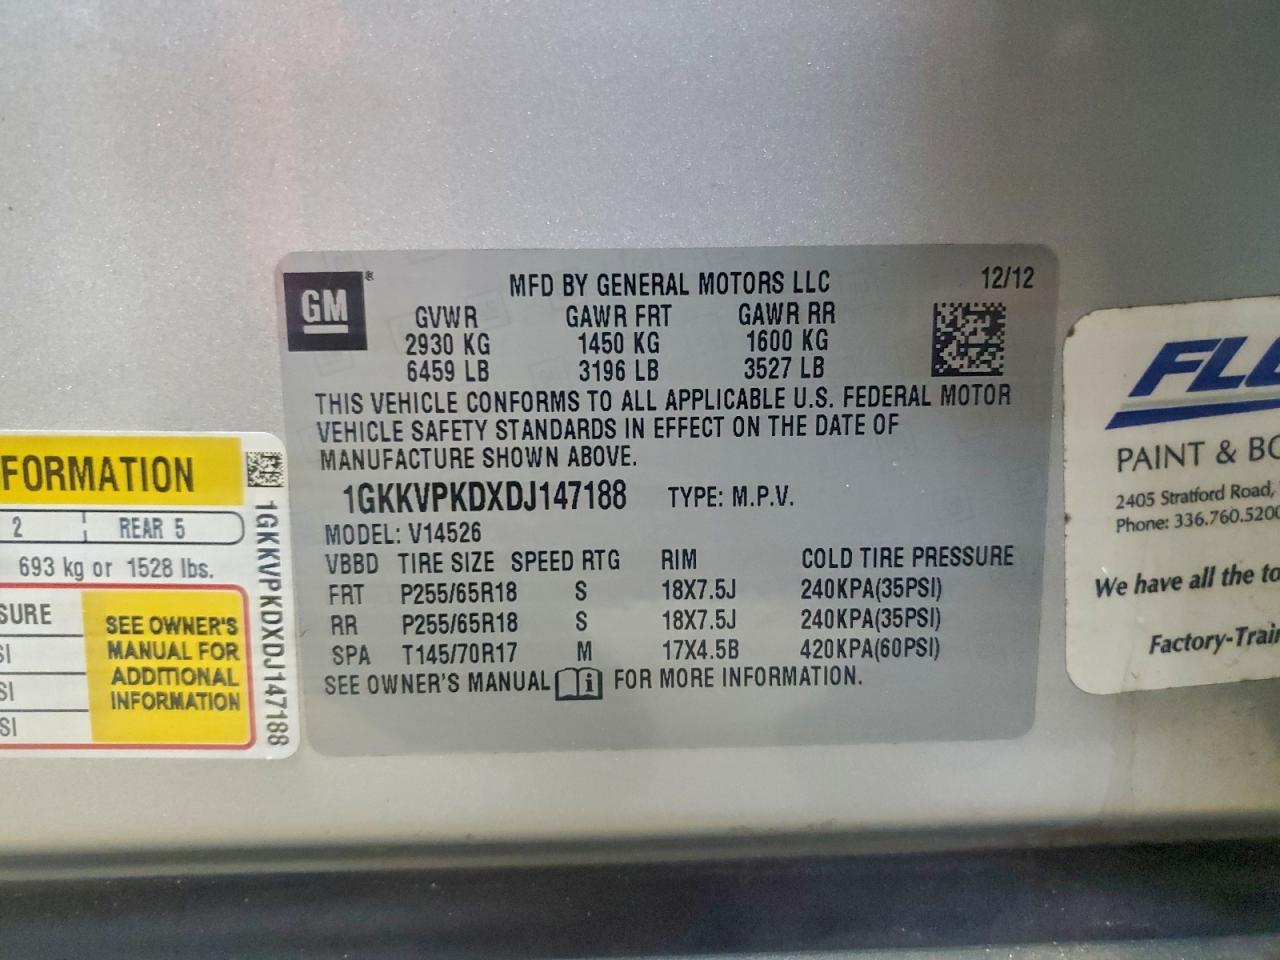 GM ®
MFD BY GENERAL MOTORS LLC 12/12
GVWR GAWR FRT GAWR RR
2930 KG 1450 KG 1600 KG
6459 LB 3196 LB 3527 LB
THIS VEHICLE CONFORMS TO ALL APPLICABLE U.S. FEDERAL MOTOR
VEHICLE SAFETY STANDARDS IN EFFECT ON THE DATE OF
MANUFACTURE SHOWN ABOVE.
1GKKVPKDXDJ147188 TYPE: M.P.V.
MODEL: V14526
VBBD TIRE SIZE SPEED RTG RIM COLD TIRE PRESSURE
FRT P255/65R18 S 18X7.5J 240KPA(35PSI)
RR P255/65R18 S 18X7.5J 240KPA(35PSI)
SPA T145/70R17 M 17X4.5B 420KPA(60PSI)
SEE OWNER'S MANUAL i FOR MORE INFORMATION.
FORMATION
2 REAR 5
693 kg or 1528 lbs.
SURE
SI
SI
SI
SEE OWNER'S
MANUAL FOR
ADDITIONAL
INFORMATION
1GKKVPKDXDJ147188
FL
PAINT & BO
2405 Stratford Road,
Phone: 336.760.5200
We have all the to
Factory-Train